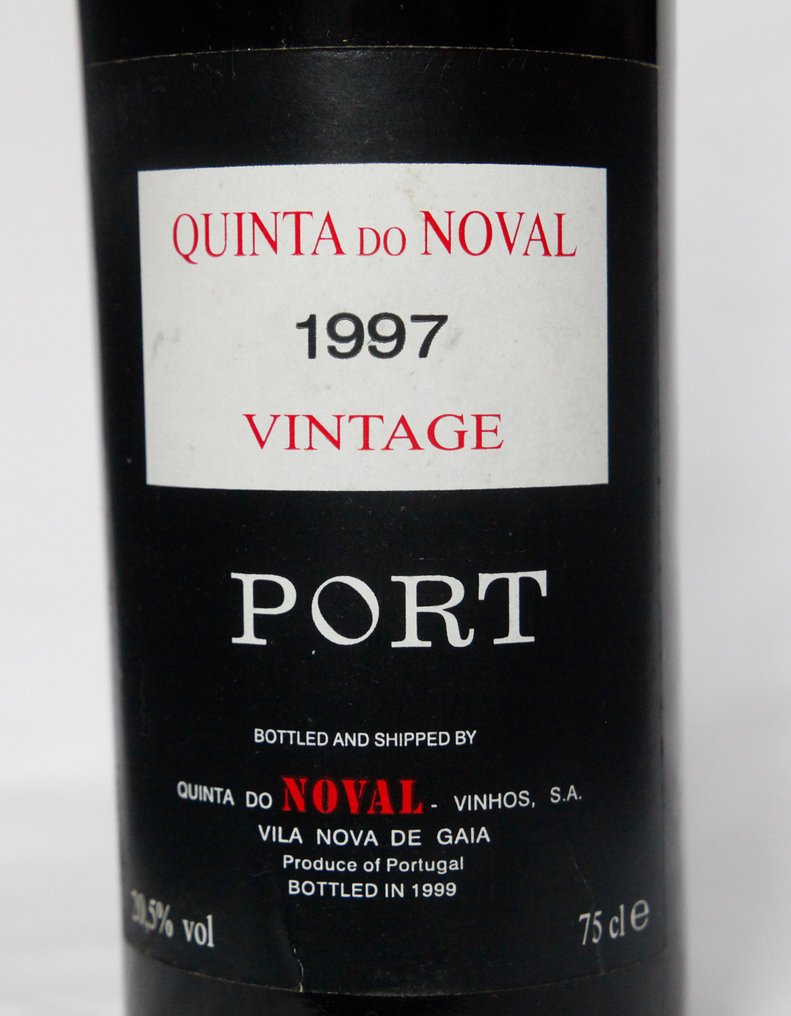 QUINTA DO NOVAL
1997
VINTAGE
PORT
BOTTLED AND SHIPPED BY
QUINTA DO NOVAL - VINHOS, S.A.
VILA NOVA DE GAIA
Produce of Portugal
BOTTLED IN 1999
20,5% vol
75 cl e